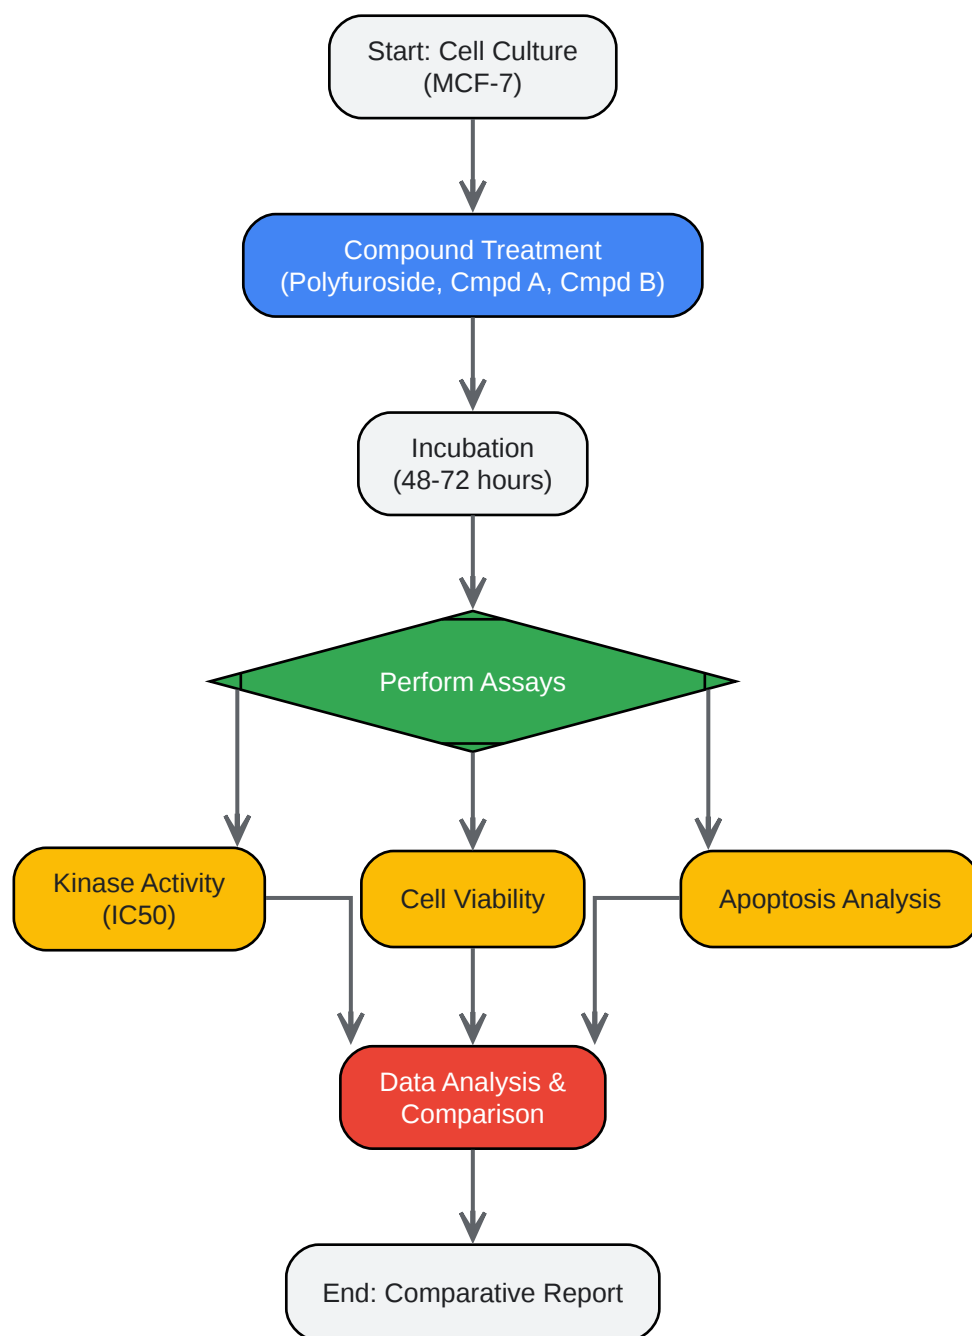 Start: Cell Culture
(MCF-7)
Compound Treatment
(Polyfuroside, Cmpd A, Cmpd B)
Incubation
(48-72 hours)
Perform Assays
Kinase Activity
(IC50)
Cell Viability
Apoptosis Analysis
Data Analysis &
Comparison
End: Comparative Report